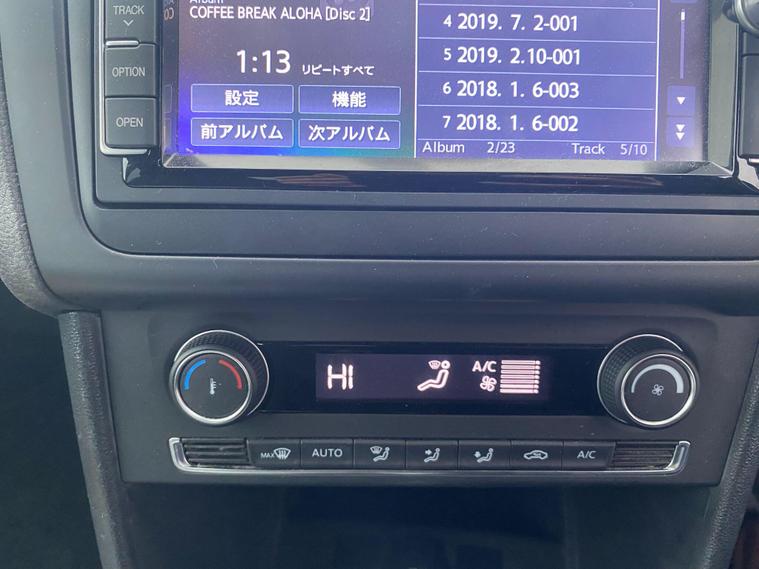 TRACK
OPTION
OPEN
Album
COFFEE BREAK ALOHA [Disc 2]
1:13 リピートすべて
設定 機能
前アルバム 次アルバム
4 2019. 7. 2-001
5 2019. 2.10-001
6 2018. 1. 6-003
7 2018. 1. 6-002
Album 2/23 Track 5/10
HI A/C
MAX AUTO A/C